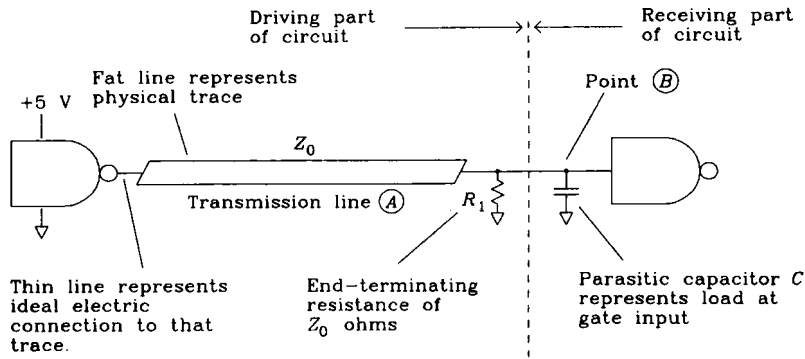 Driving part
of circuit
Receiving part
of circuit
Fat line represents
physical trace
Point B
+5 V
Z0
Transmission line A
R1
Thin line represents
ideal electric
connection to that
trace.
End-terminating
resistance of
Z0 ohms
Parasitic capacitor C
represents load at
gate input